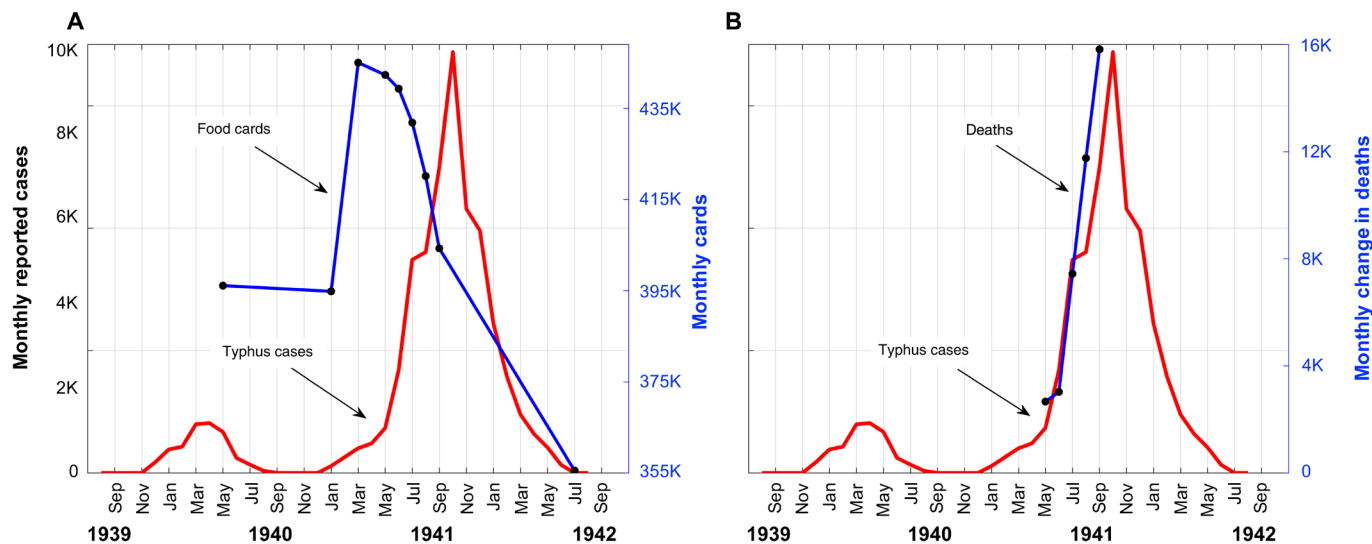 A
Monthly reported cases
10K
8K
6K
4K
2K
0
Food cards
Typhus cases
435K
415K
395K
375K
355K
Monthly cards
Sep Nov Jan Mar May Jul Sep Nov Jan Mar May Jul Sep Nov Jan Mar May Jul Sep
1939 1940 1941 1942
B
Deaths
Typhus cases
16K
12K
8K
4K
0
Monthly change in deaths
Sep Nov Jan Mar May Jul Sep Nov Jan Mar May Jul Sep Nov Jan Mar May Jul Sep
1939 1940 1941 1942